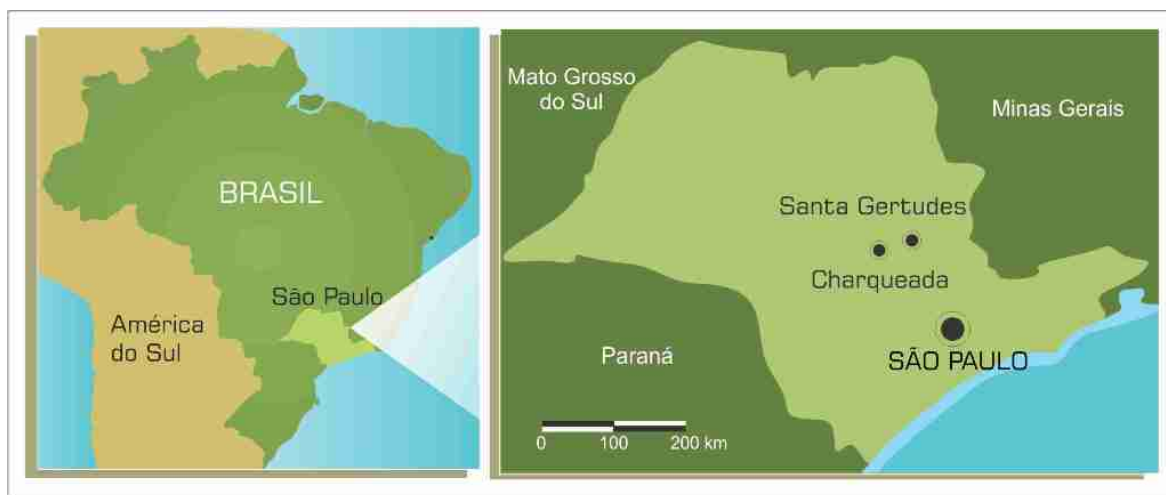 BRASIL
São Paulo
América
do Sul
Mato Grosso
do Sul
Minas Gerais
Santa Gertudes
Charqueada
SÃO PAULO
Paraná
0 100 200 km